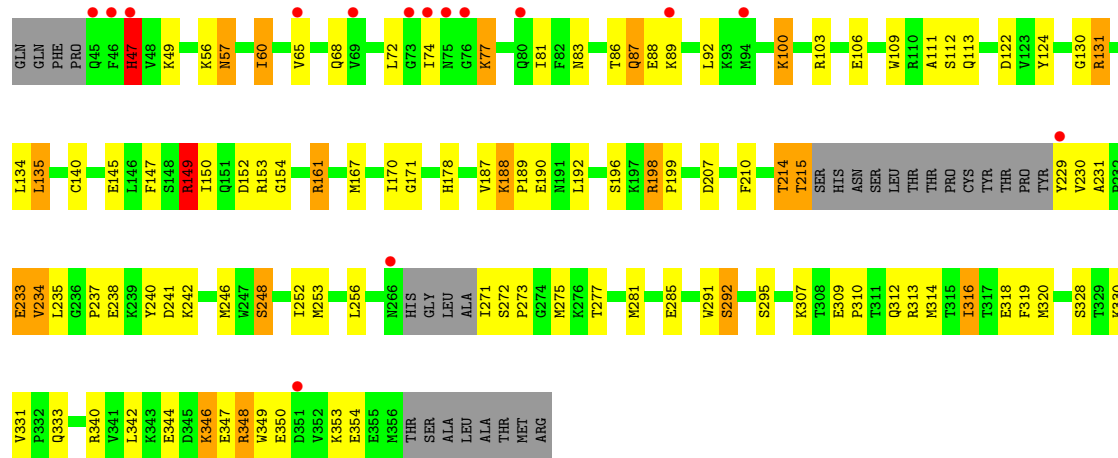 GLN GLN PHE PRO Q45 F46 H47 V48 K49 K56 N57 I60 V65 Q68 V69 L72 G73 I74 N75 G76 K77 Q80 I81 F82 N83 T86 Q87 E88 K89 L92 K93 M94 K100 R103 E106 W109 R110 A111 S112 Q113 D122 V123 Y124 G130 R131
L134 L135 C140 E145 L146 F147 S148 R149 I150 Q151 D152 R153 G154 R161 M167 I170 G171 H178 V187 K188 P189 E190 N191 L192 S196 K197 R198 P199 D207 F210 T214 T215 SER HIS ASN SER LEU THR THR PRO CYS TYR THR PRO TYR Y229 V230 A231 P232
E233 V234 L235 G236 P237 E238 K239 Y240 D241 K242 M246 W247 S248 I252 M253 L256 N266 HIS GLY LEU ALA I271 S272 P273 G274 M275 K276 T277 M281 E285 W291 S292 S295 K307 T308 E309 P310 T311 Q312 R313 M314 T315 I316 T317 E318 F319 M320 S328 T329 K330
V331 P332 Q333 R340 V341 L342 K343 E344 D345 K346 E347 R348 W349 E350 D351 V352 K353 E354 E355 M356 THR SER ALA LEU ALA THR MET ARG